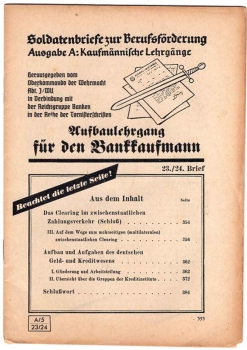 Soldatenbriefe zur Berufsförderung
Ausgabe A: Kaufmännische Lehrgänge
Herausgegeben vom
Oberkommando der Wehrmacht
Abt. J/WU
in Verbindung mit
der Reichsgruppe Banken
in der Reihe der Tornisterschriften
Aufbaulehrgang
für den Bankkaufmann
23./24. Brief
Beachtet die letzte Seite!
Aus dem Inhalt Seite
Das Clearing im zwischenstaatlichen
Zahlungsverkehr (Schluß) . . . . 354
III. Auf dem Wege zum mehrseitigen (multilateralen)
zwischenstaatlichen Clearing . . . . 356
Aufbau und Aufgaben des deutschen
Geld- und Kreditwesens . . . . 362
I. Gliederung und Arbeitsteilung . . . . 362
II. Übersicht über die Gruppen der Kreditinstitute . . . . 373
Schlußwort . . . . 384
353
A/5
23/24